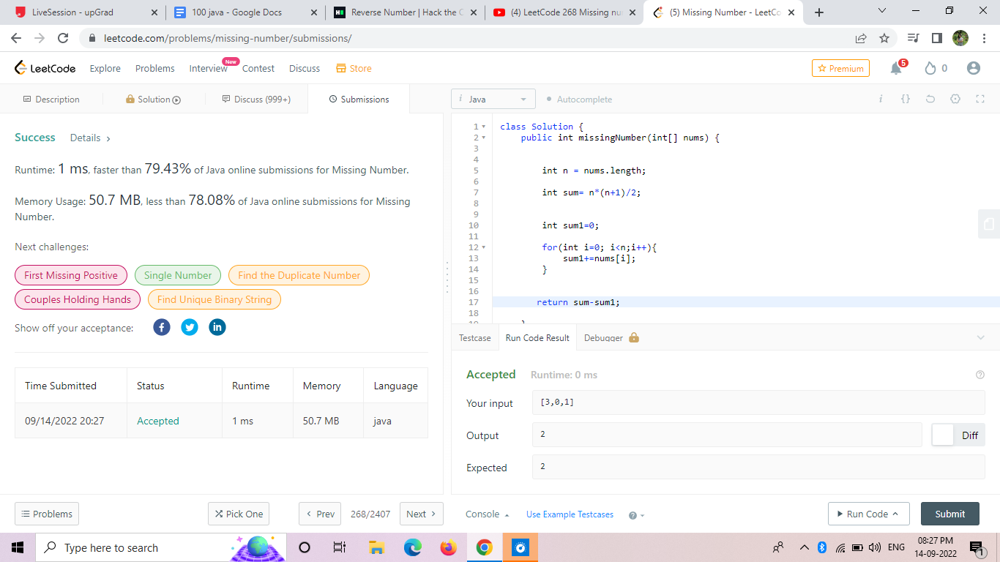 LiveSession - upGrad
100 java - Google Docs
Reverse Number | Hack the C
(4) LeetCode 268 Missing nu
(5) Missing Number - LeetCo
leetcode.com/problems/missing-number/submissions/
LeetCode Explore Problems Interview New Contest Discuss Store
Premium 5 0
Description Solution Discuss (999+) Submissions
i Java Autocomplete
Success Details
Runtime: 1 ms, faster than 79.43% of Java online submissions for Missing Number.
Memory Usage: 50.7 MB, less than 78.08% of Java online submissions for Missing
Number.
Next challenges:
First Missing Positive Single Number Find the Duplicate Number
Couples Holding Hands Find Unique Binary String
Show off your acceptance:
Time Submitted Status Runtime Memory Language
09/14/2022 20:27 Accepted 1 ms 50.7 MB java
Problems Pick One Prev 268/2407 Next
1 class Solution {
2 public int missingNumber(int[] nums) {
3
4
5 int n = nums.length;
6
7 int sum= n*(n+1)/2;
8
9
10 int sum1=0;
11
12 for(int i=0; i<n;i++){
13 sum1+=nums[i];
14 }
15
16
17 return sum-sum1;
18
Testcase Run Code Result Debugger
Accepted Runtime: 0 ms
Your input [3,0,1]
Output 2 Diff
Expected 2
Console Use Example Testcases Run Code Submit
Type here to search
ENG 08:27 PM
14-09-2022 1